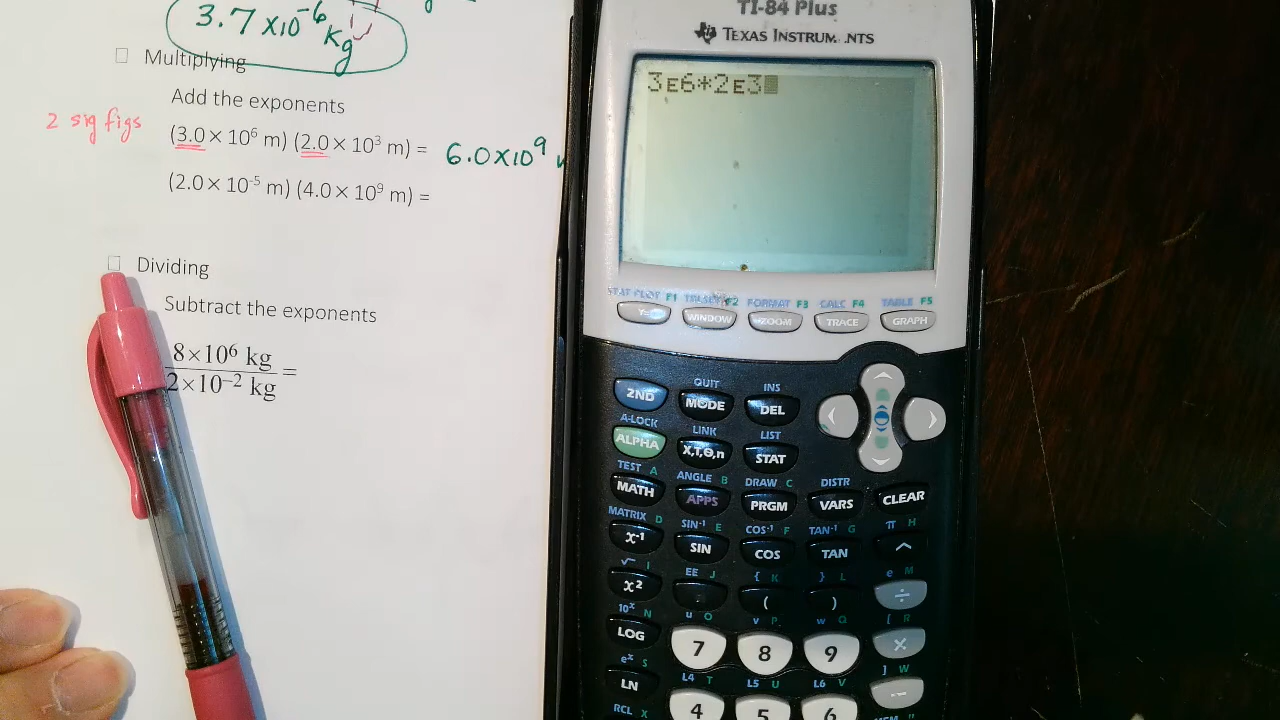 3.7 x10⁻⁶ kg
Multiplying
Add the exponents
2 sig figs
(3.0 × 10⁶ m) (2.0 × 10³ m) = 6.0 x10⁹
(2.0 × 10⁻⁵ m) (4.0 × 10⁹ m) =
Dividing
Subtract the exponents
8×10⁶ kg
2×10⁻² kg
=
TI-84 Plus
TEXAS INSTRUMENTS
3ᴇ6*2ᴇ3
STAT PLOT F1 TBLSET F2 FORMAT F3 CALC F4 TABLE F5
Y= WINDOW ZOOM TRACE GRAPH
QUIT INS
2ND MODE DEL
A-LOCK LINK LIST
ALPHA X,T,Θ,n STAT
TEST A ANGLE B DRAW C DISTR
MATH APPS PRGM VARS CLEAR
MATRIX D SIN⁻¹ E COS⁻¹ F TAN⁻¹ G π H
x⁻¹ SIN COS TAN ^
√ I EE J { K } L e M
x² , ( ) ÷
10ˣ N u O v P w Q [ R
LOG 7 8 9 ×
eˣ S L4 T L5 U L6 V ] W
LN 4 5 6 −
RCL X